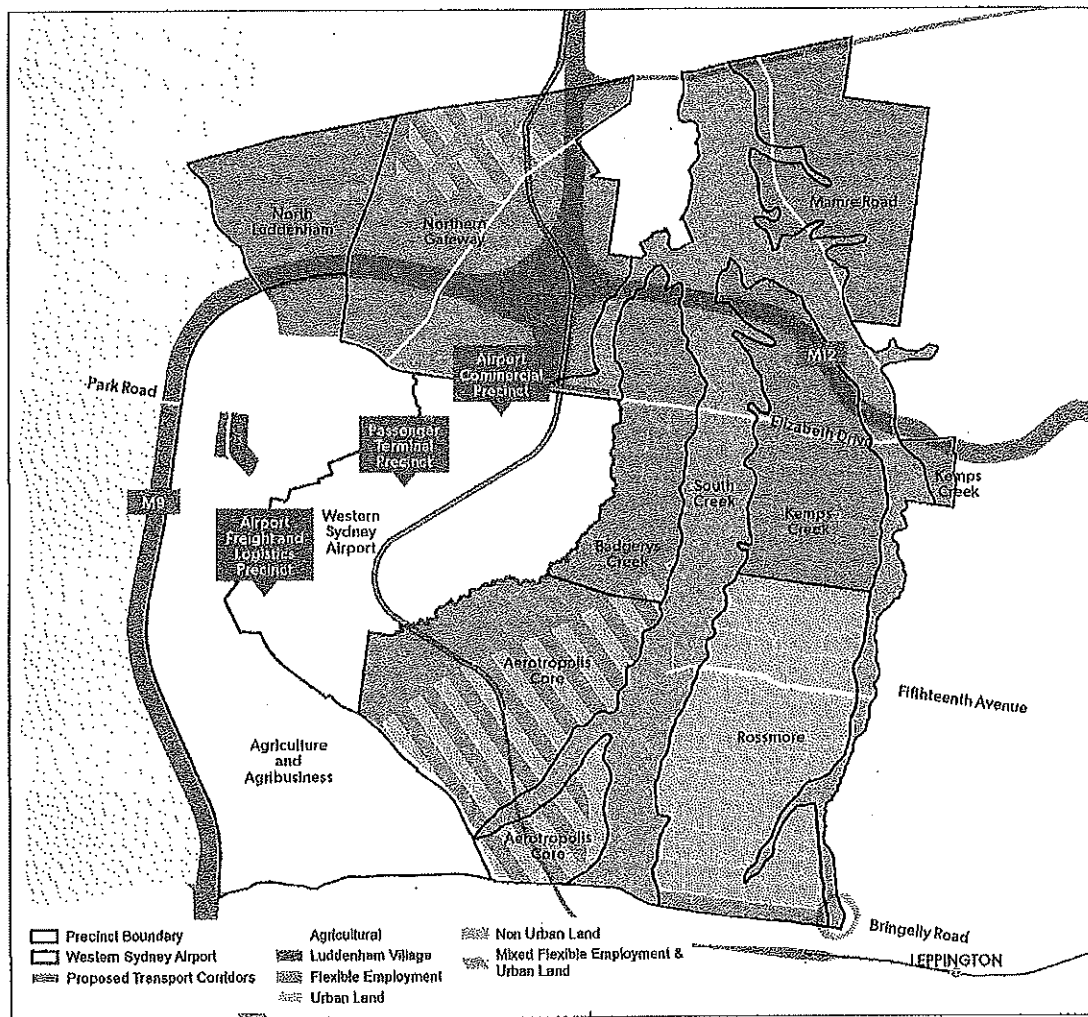 North
Luddenham
Northern
Gateway
Mamre Road
Airport
Commercial
Precinct
M12
Park Road
Passenger
Terminal
Precinct
Elizabeth Drive
Kemps
Creek
M9
South
Creek
Kemps
Creek
Airport
Freight and
Logistics
Precinct
Western
Sydney
Airport
Badgerys
Creek
Aerotropolis
Core
Fifihteenth Avenue
Rossmore
Agriculture
and
Agribusiness
Aerotropolis
Core
Bringelly Road
LEPPINGTON
Precinct Boundary
Western Sydney Airport
Proposed Transport Corridors
Agricultural
Luddenham Village
Flexible Employment
Urban Land
Non Urban Land
Mixed Flexible Employment &
Urban Land